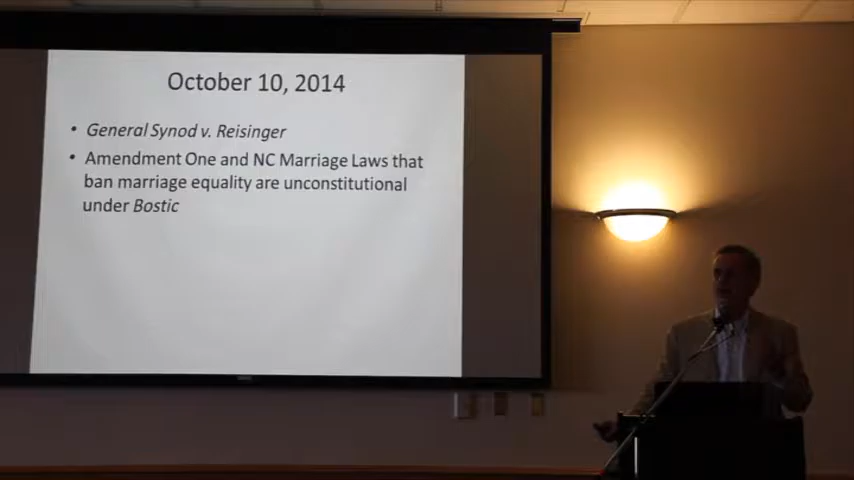 October 10, 2014
• General Synod v. Reisinger
• Amendment One and NC Marriage Laws that
ban marriage equality are unconstitutional
under Bostic